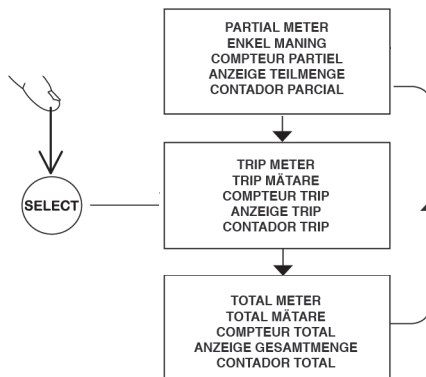 PARTIAL METER
ENKEL MANING
COMPTEUR PARTIEL
ANZEIGE TEILMENGE
CONTADOR PARCIAL
SELECT
TRIP METER
TRIP MÄTARE
COMPTEUR TRIP
ANZEIGE TRIP
CONTADOR TRIP
TOTAL METER
TOTAL MÄTARE
COMPTEUR TOTAL
ANZEIGE GESAMTMENGE
CONTADOR TOTAL